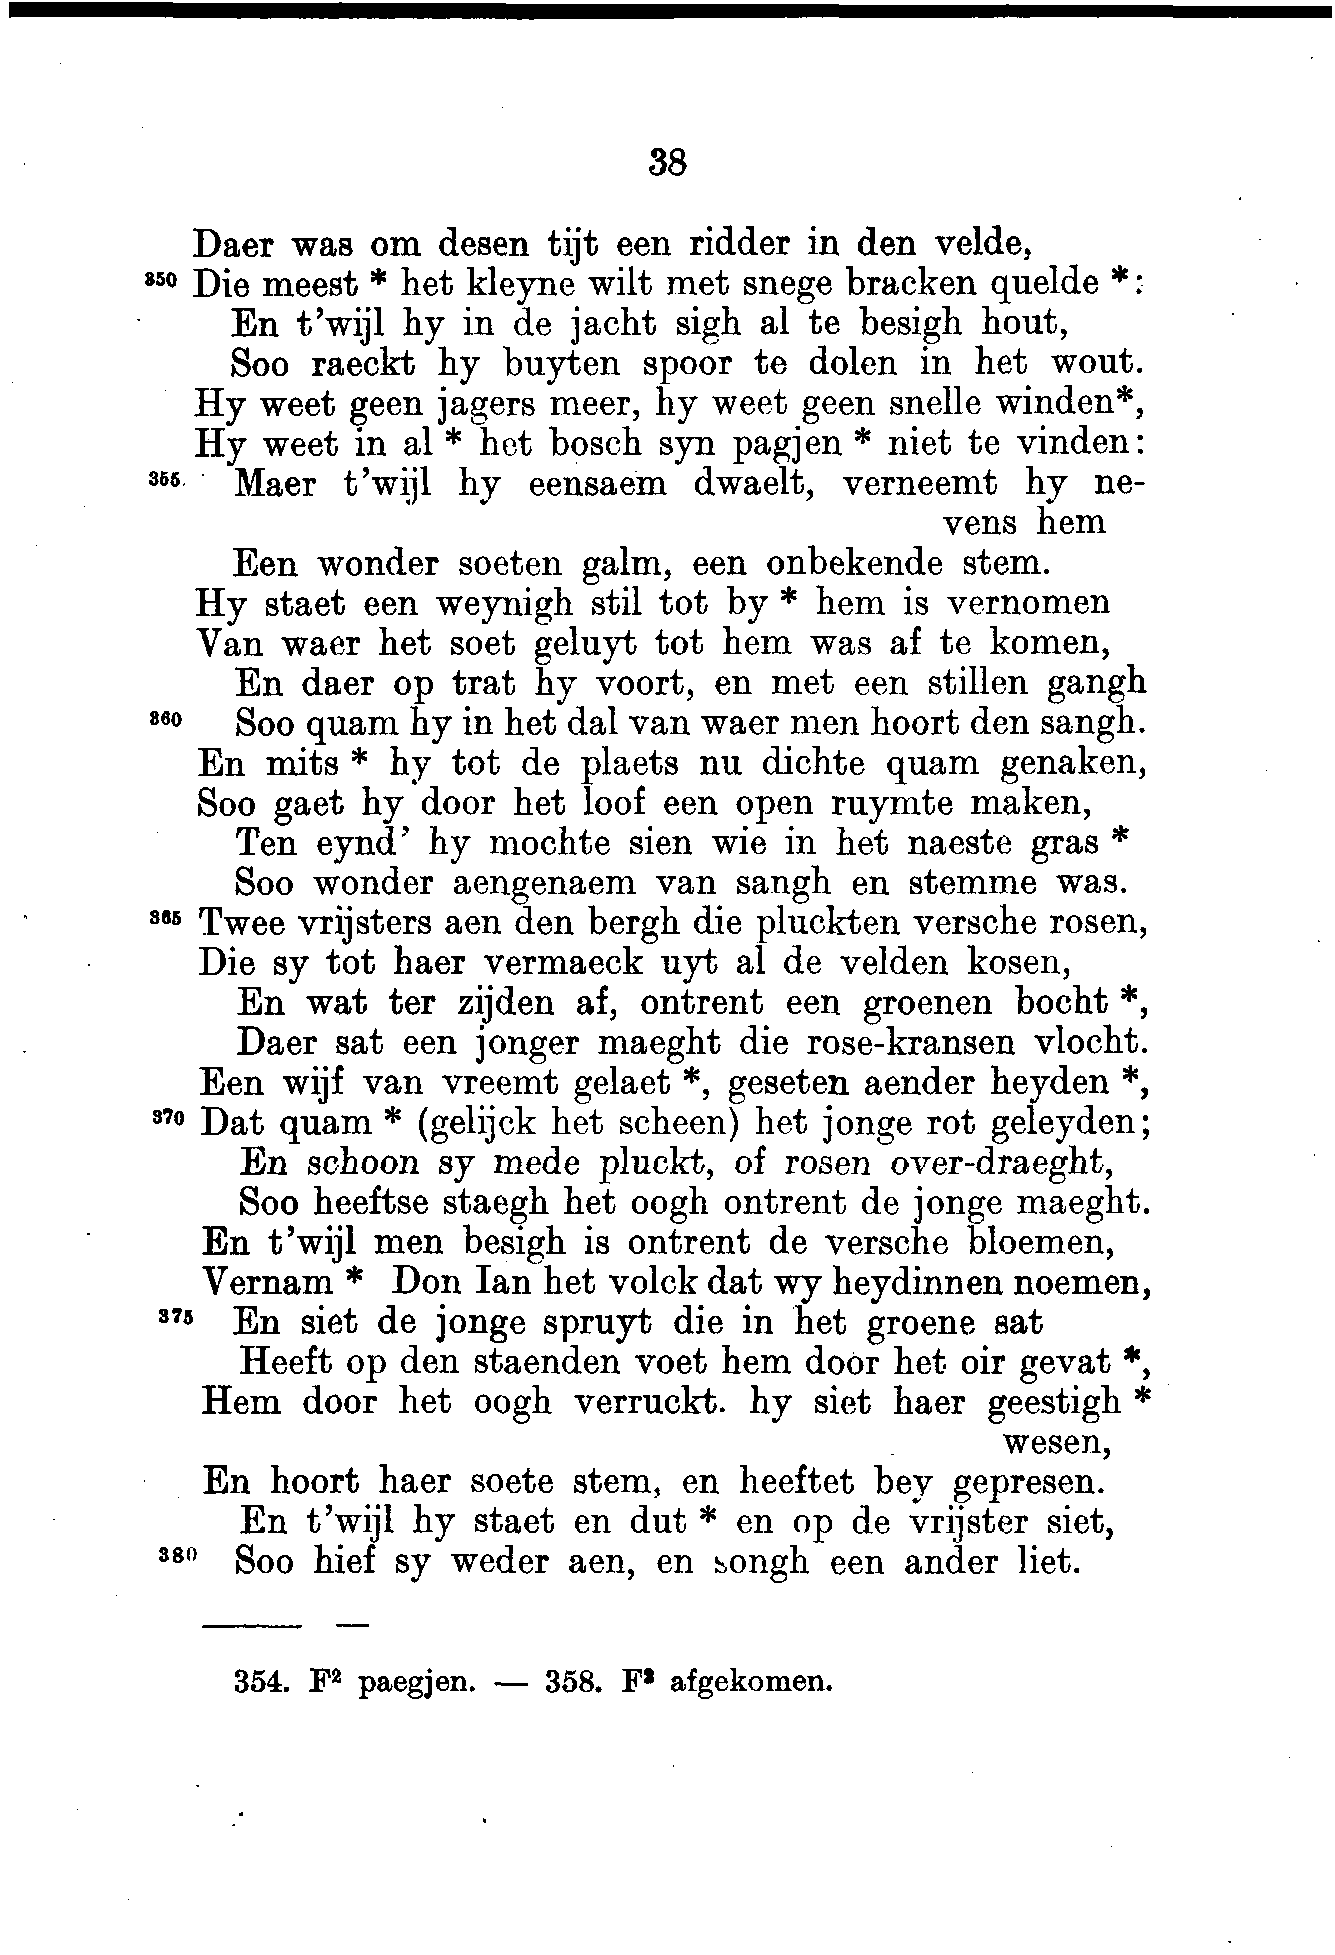 38
Daer was om desen tijt een ridder in den velde,
350 Die meest * het kleyne wilt met snege bracken quelde *:
En t'wijl hy in de jacht sigh al te besigh hout,
Soo raeckt hy buyten spoor te dolen in het wout.
Hy weet geen jagers meer, hy weet geen snelle winden*,
Hy weet in al * het bosch syn pagjen * niet te vinden:
355. Maer t'wijl hy eensaem dwaelt, verneemt hy ne-
vens hem
Een wonder soeten galm, een onbekende stem.
Hy staet een weynigh stil tot by * hem is vernomen
Van waer het soet geluyt tot hem was af te komen,
En daer op trat hy voort, en met een stillen gangh
360 Soo quam hy in het dal van waer men hoort den sangh.
En mits * hy tot de plaets nu dichte quam genaken,
Soo gaet hy door het loof een open ruymte maken,
Ten eynd' hy mochte sien wie in het naeste gras *
Soo wonder aengenaem van sangh en stemme was.
365 Twee vrijsters aen den bergh die pluckten versche rosen,
Die sy tot haer vermaeck uyt al de velden kosen,
En wat ter zijden af, ontrent een groenen bocht *,
Daer sat een jonger maeght die rose-kransen vlocht.
Een wijf van vreemt gelaet *, geseten aender heyden *,
370 Dat quam * (gelijck het scheen) het jonge rot geleyden;
En schoon sy mede pluckt, of rosen over-draeght,
Soo heeftse staegh het oogh ontrent de jonge maeght.
En t'wijl men besigh is ontrent de versche bloemen,
Vernam * Don Ian het volck dat wy heydinnen noemen,
375 En siet de jonge spruyt die in het groene sat
Heeft op den staenden voet hem door het oir gevat *,
Hem door het oogh verruckt. hy siet haer geestigh *
wesen,
En hoort haer soete stem, en heeftet bey gepresen.
En t'wijl hy staet en dut * en op de vrijster siet,
380 Soo hief sy weder aen, en songh een ander liet.
354. F² paegjen. — 358. F² afgekomen.